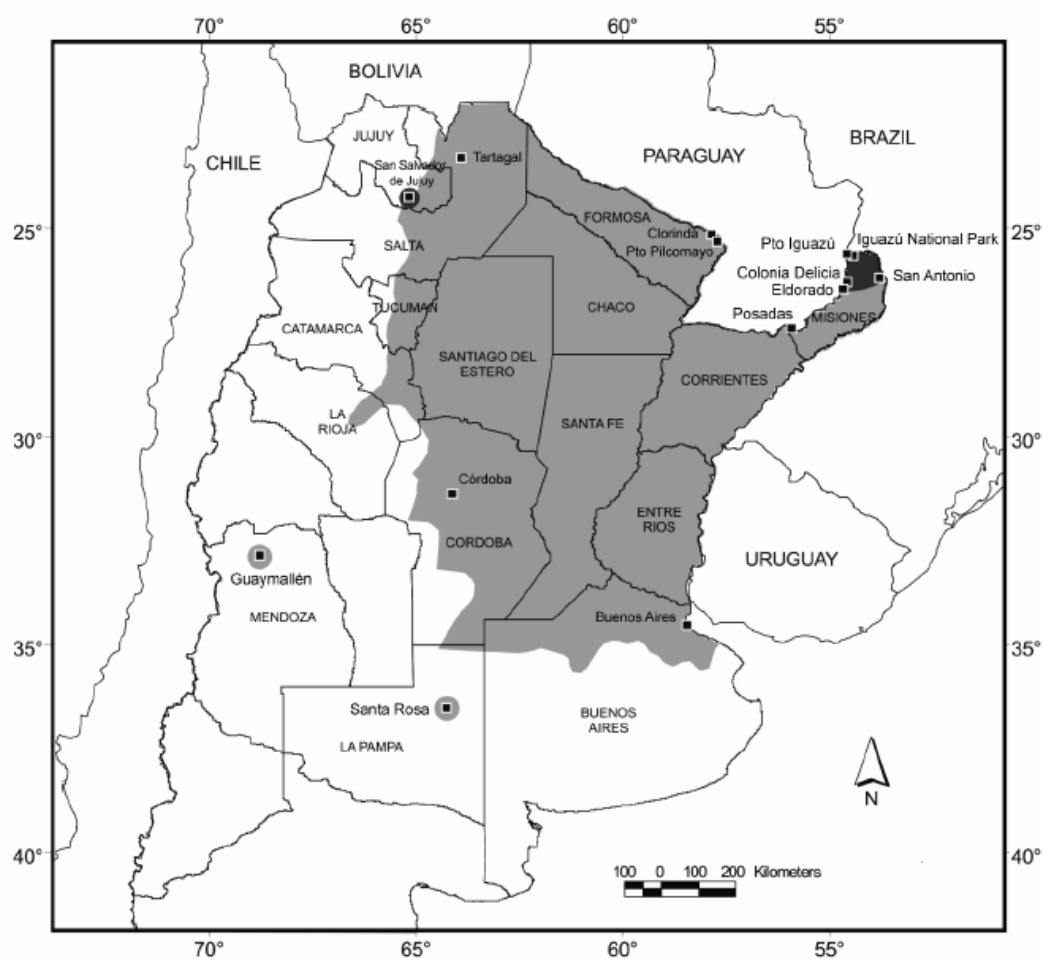 70°
65°
60°
55°
BOLIVIA
JUJUY
BRAZIL
CHILE
Tartagal
PARAGUAY
San Salvador
de Jujuy
25°
25°
FORMOSA
Clorinda
Pto Pilcomayo
SALTA
Pto Iguazú
Iguazú National Park
Colonia Delicia
San Antonio
Eldorado
TUCUMAN
CHACO
Posadas
MISIONES
CATAMARCA
SANTIAGO DEL
ESTERO
CORRIENTES
LA
RIOJA
SANTA FE
30°
30°
Córdoba
ENTRE
RIOS
CORDOBA
URUGUAY
Guaymallén
MENDOZA
Buenos Aires
35°
35°
Santa Rosa
BUENOS
AIRES
LA PAMPA
N
40°
40°
100 0 100 200 Kilometers
70°
65°
60°
55°